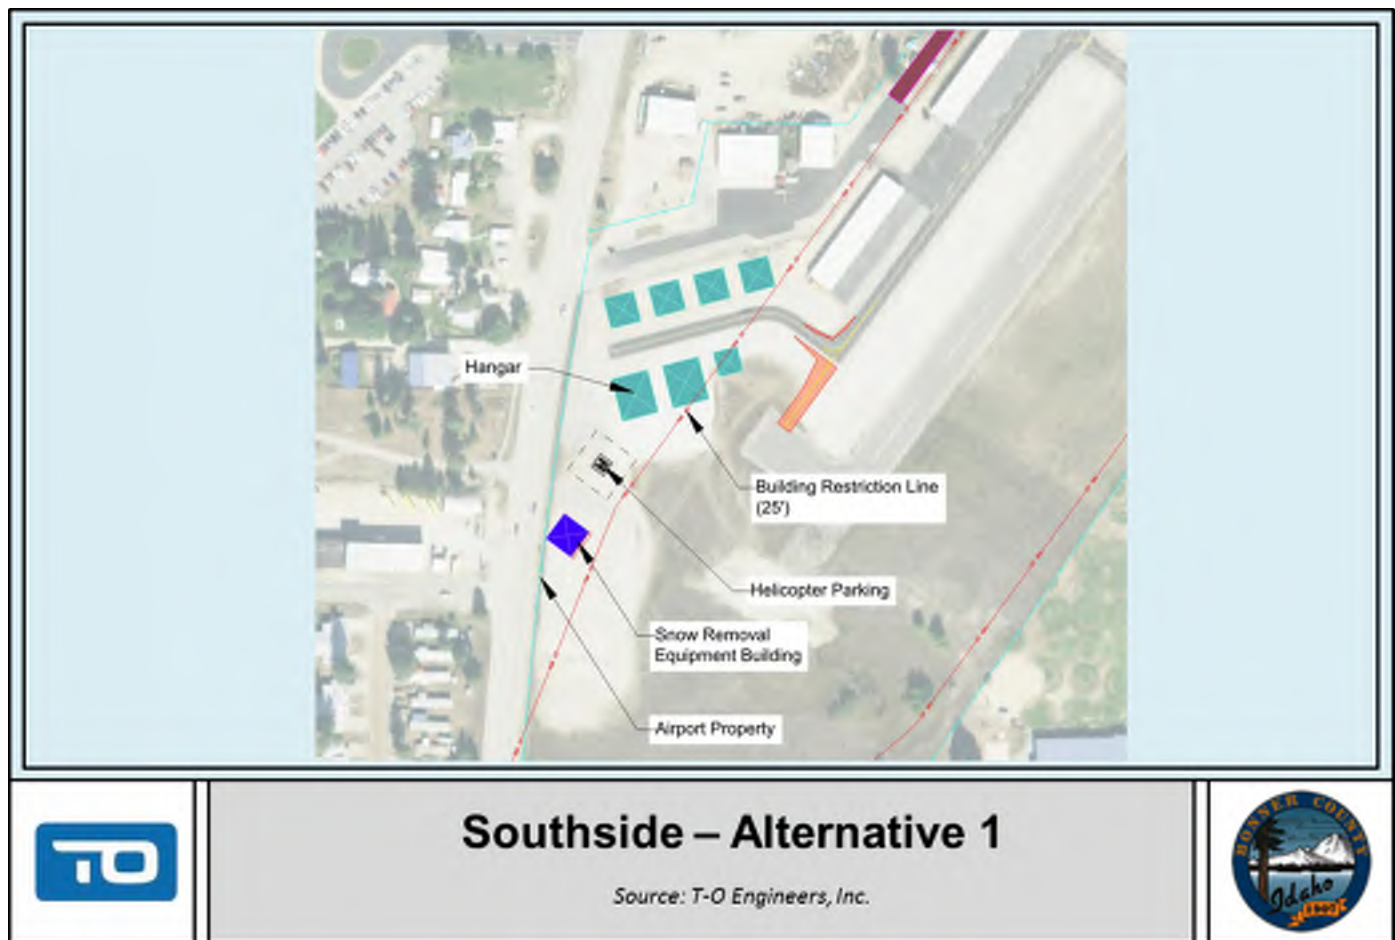 Hangar
Building Restriction Line
(25')
Helicopter Parking
Snow Removal
Equipment Building
Airport Property
TO
Southside – Alternative 1
Source: T-O Engineers, Inc.
BONNER COUNTY
Idaho
1907